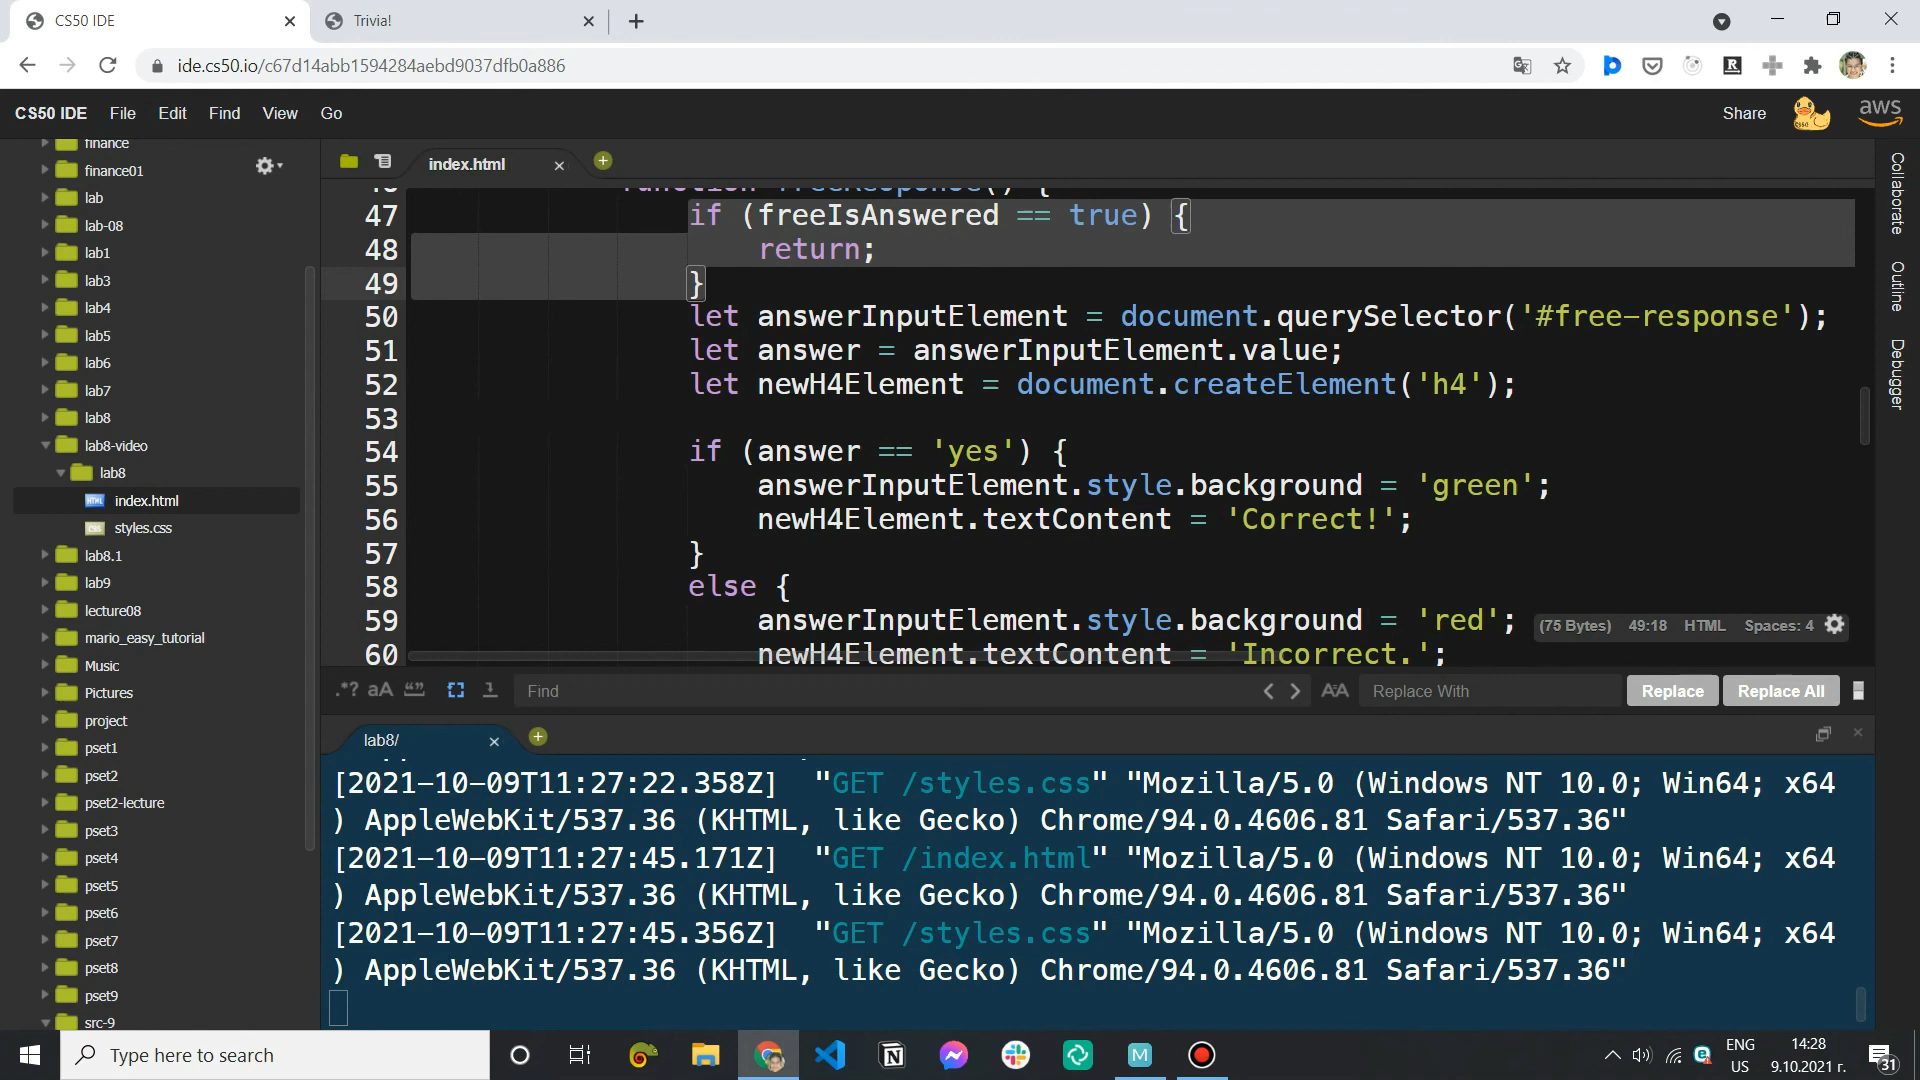 CS50 IDE
Trivia!
ide.cs50.io/c67d14abb1594284aebd9037dfb0a886
CS50 IDE File Edit Find View Go
Share
aws
finance
finance01
lab
lab-08
lab1
lab3
lab4
lab5
lab6
lab7
lab8
lab8-video
lab8
index.html
styles.css
lab8.1
lab9
lecture08
mario_easy_tutorial
Music
Pictures
project
pset1
pset2
pset2-lecture
pset3
pset4
pset5
pset6
pset7
pset8
pset9
src-9
index.html
46 function freeResponse() {
47 if (freeIsAnswered == true) {
48 return;
49 }
50 let answerInputElement = document.querySelector('#free-response');
51 let answer = answerInputElement.value;
52 let newH4Element = document.createElement('h4');
53
54 if (answer == 'yes') {
55 answerInputElement.style.background = 'green';
56 newH4Element.textContent = 'Correct!';
57 }
58 else {
59 answerInputElement.style.background = 'red';
60 newH4Element.textContent = 'Incorrect.';
(75 Bytes) 49:18 HTML Spaces: 4
Collaborate
Outline
Debugger
.*? aA
Find
Replace With
Replace
Replace All
lab8/
[2021-10-09T11:27:22.358Z] "GET /styles.css" "Mozilla/5.0 (Windows NT 10.0; Win64; x64
) AppleWebKit/537.36 (KHTML, like Gecko) Chrome/94.0.4606.81 Safari/537.36"
[2021-10-09T11:27:45.171Z] "GET /index.html" "Mozilla/5.0 (Windows NT 10.0; Win64; x64
) AppleWebKit/537.36 (KHTML, like Gecko) Chrome/94.0.4606.81 Safari/537.36"
[2021-10-09T11:27:45.356Z] "GET /styles.css" "Mozilla/5.0 (Windows NT 10.0; Win64; x64
) AppleWebKit/537.36 (KHTML, like Gecko) Chrome/94.0.4606.81 Safari/537.36"
Type here to search
ENG
US
14:28
9.10.2021 г.
31